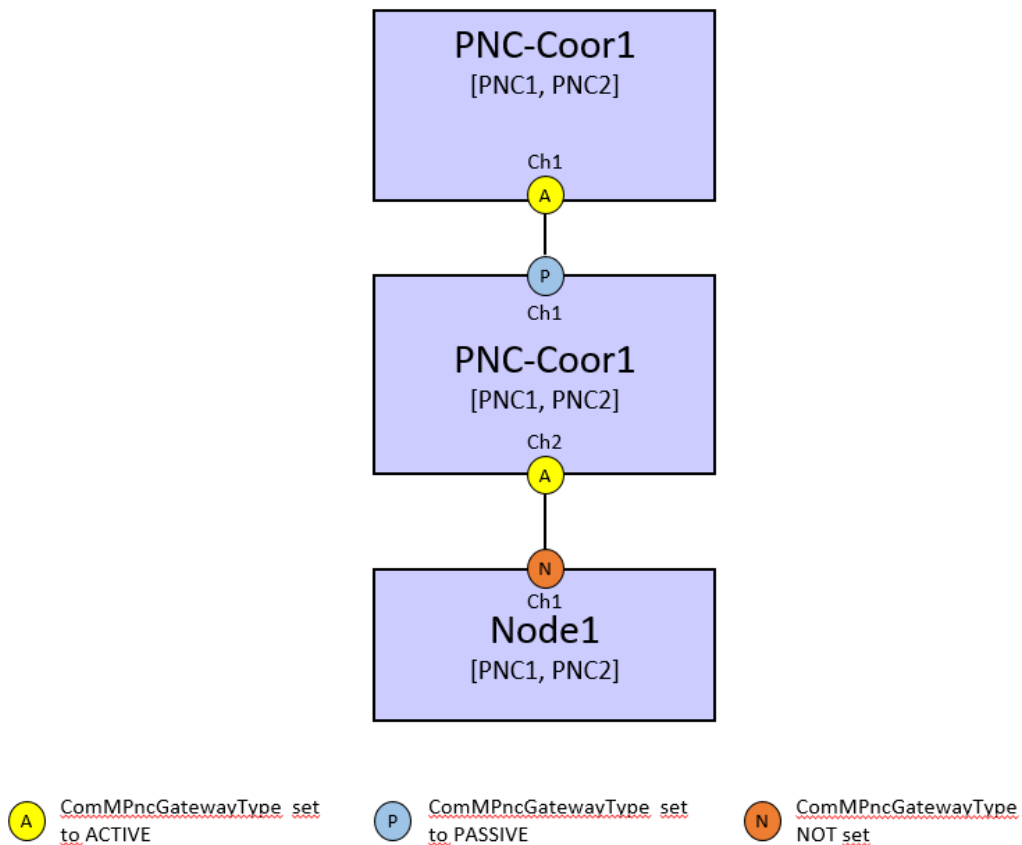 PNC-Coor1
[PNC1, PNC2]
Ch1
A
P
Ch1
PNC-Coor1
[PNC1, PNC2]
Ch2
A
N
Ch1
Node1
[PNC1, PNC2]
A
ComMPncGatewayType set
to ACTIVE
P
ComMPncGatewayType set
to PASSIVE
N
ComMPncGatewayType
NOT set